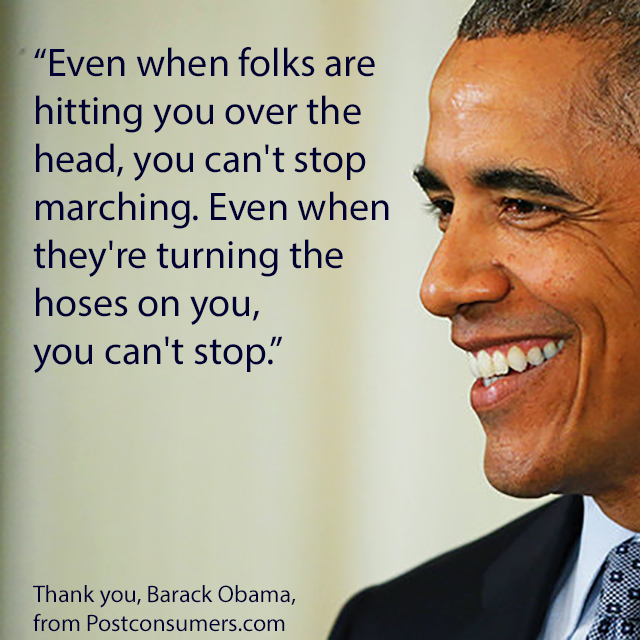 “Even when folks are
hitting you over the
head, you can't stop
marching. Even when
they're turning the
hoses on you,
you can't stop.”
Thank you, Barack Obama,
from Postconsumers.com